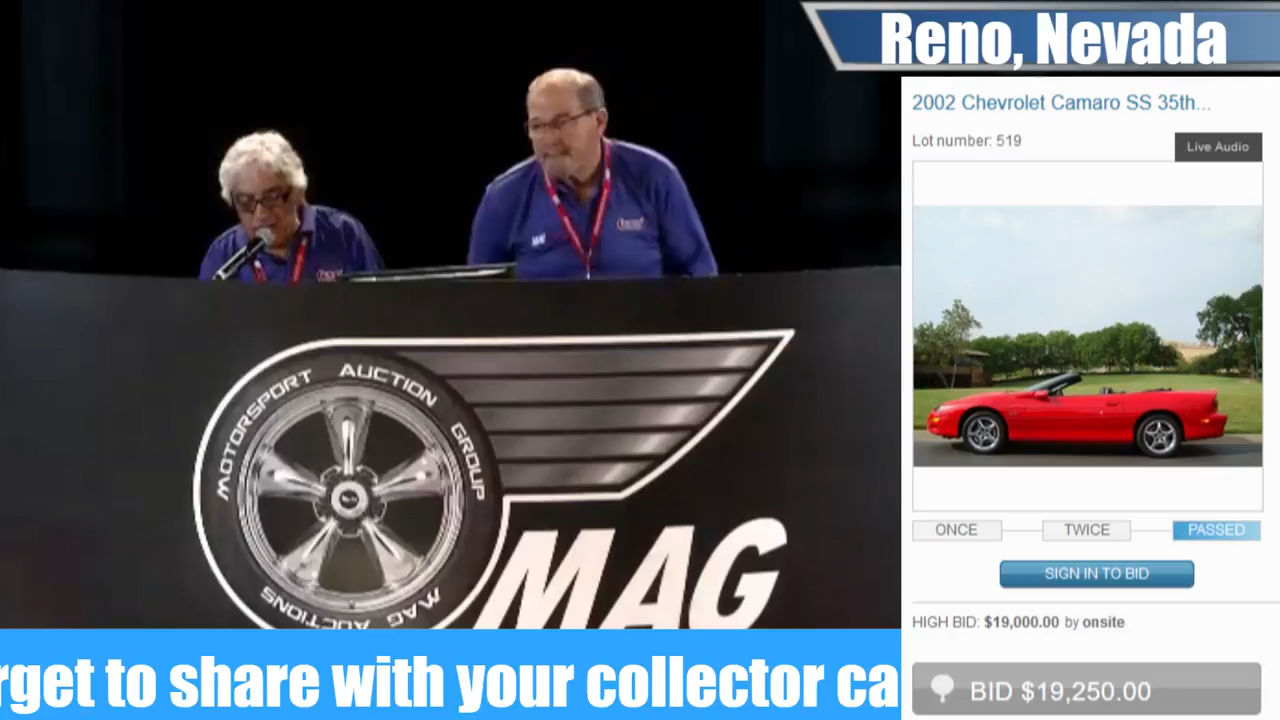 Reno, Nevada
2002 Chevrolet Camaro SS 35th...
Lot number: 519
Live Audio
MOTORSPORT AUCTION GROUP
MAG AUCTIONS
MAG
ONCE
TWICE
PASSED
SIGN IN TO BID
HIGH BID: $19,000.00 by onsite
BID $19,250.00
rget to share with your collector ca